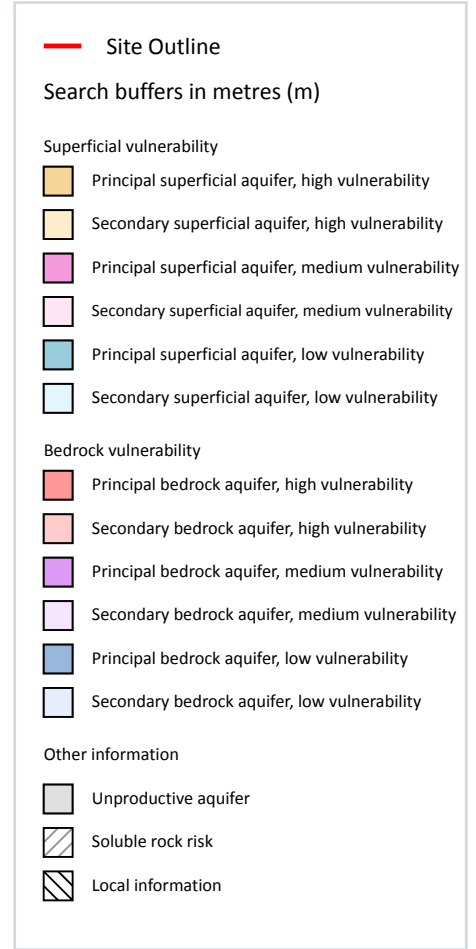 Site Outline
Search buffers in metres (m)
Superficial vulnerability
Principal superficial aquifer, high vulnerability
Secondary superficial aquifer, high vulnerability
Principal superficial aquifer, medium vulnerability
Secondary superficial aquifer, medium vulnerability
Principal superficial aquifer, low vulnerability
Secondary superficial aquifer, low vulnerability
Bedrock vulnerability
Principal bedrock aquifer, high vulnerability
Secondary bedrock aquifer, high vulnerability
Principal bedrock aquifer, medium vulnerability
Secondary bedrock aquifer, medium vulnerability
Principal bedrock aquifer, low vulnerability
Secondary bedrock aquifer, low vulnerability
Other information
Unproductive aquifer
Soluble rock risk
Local information